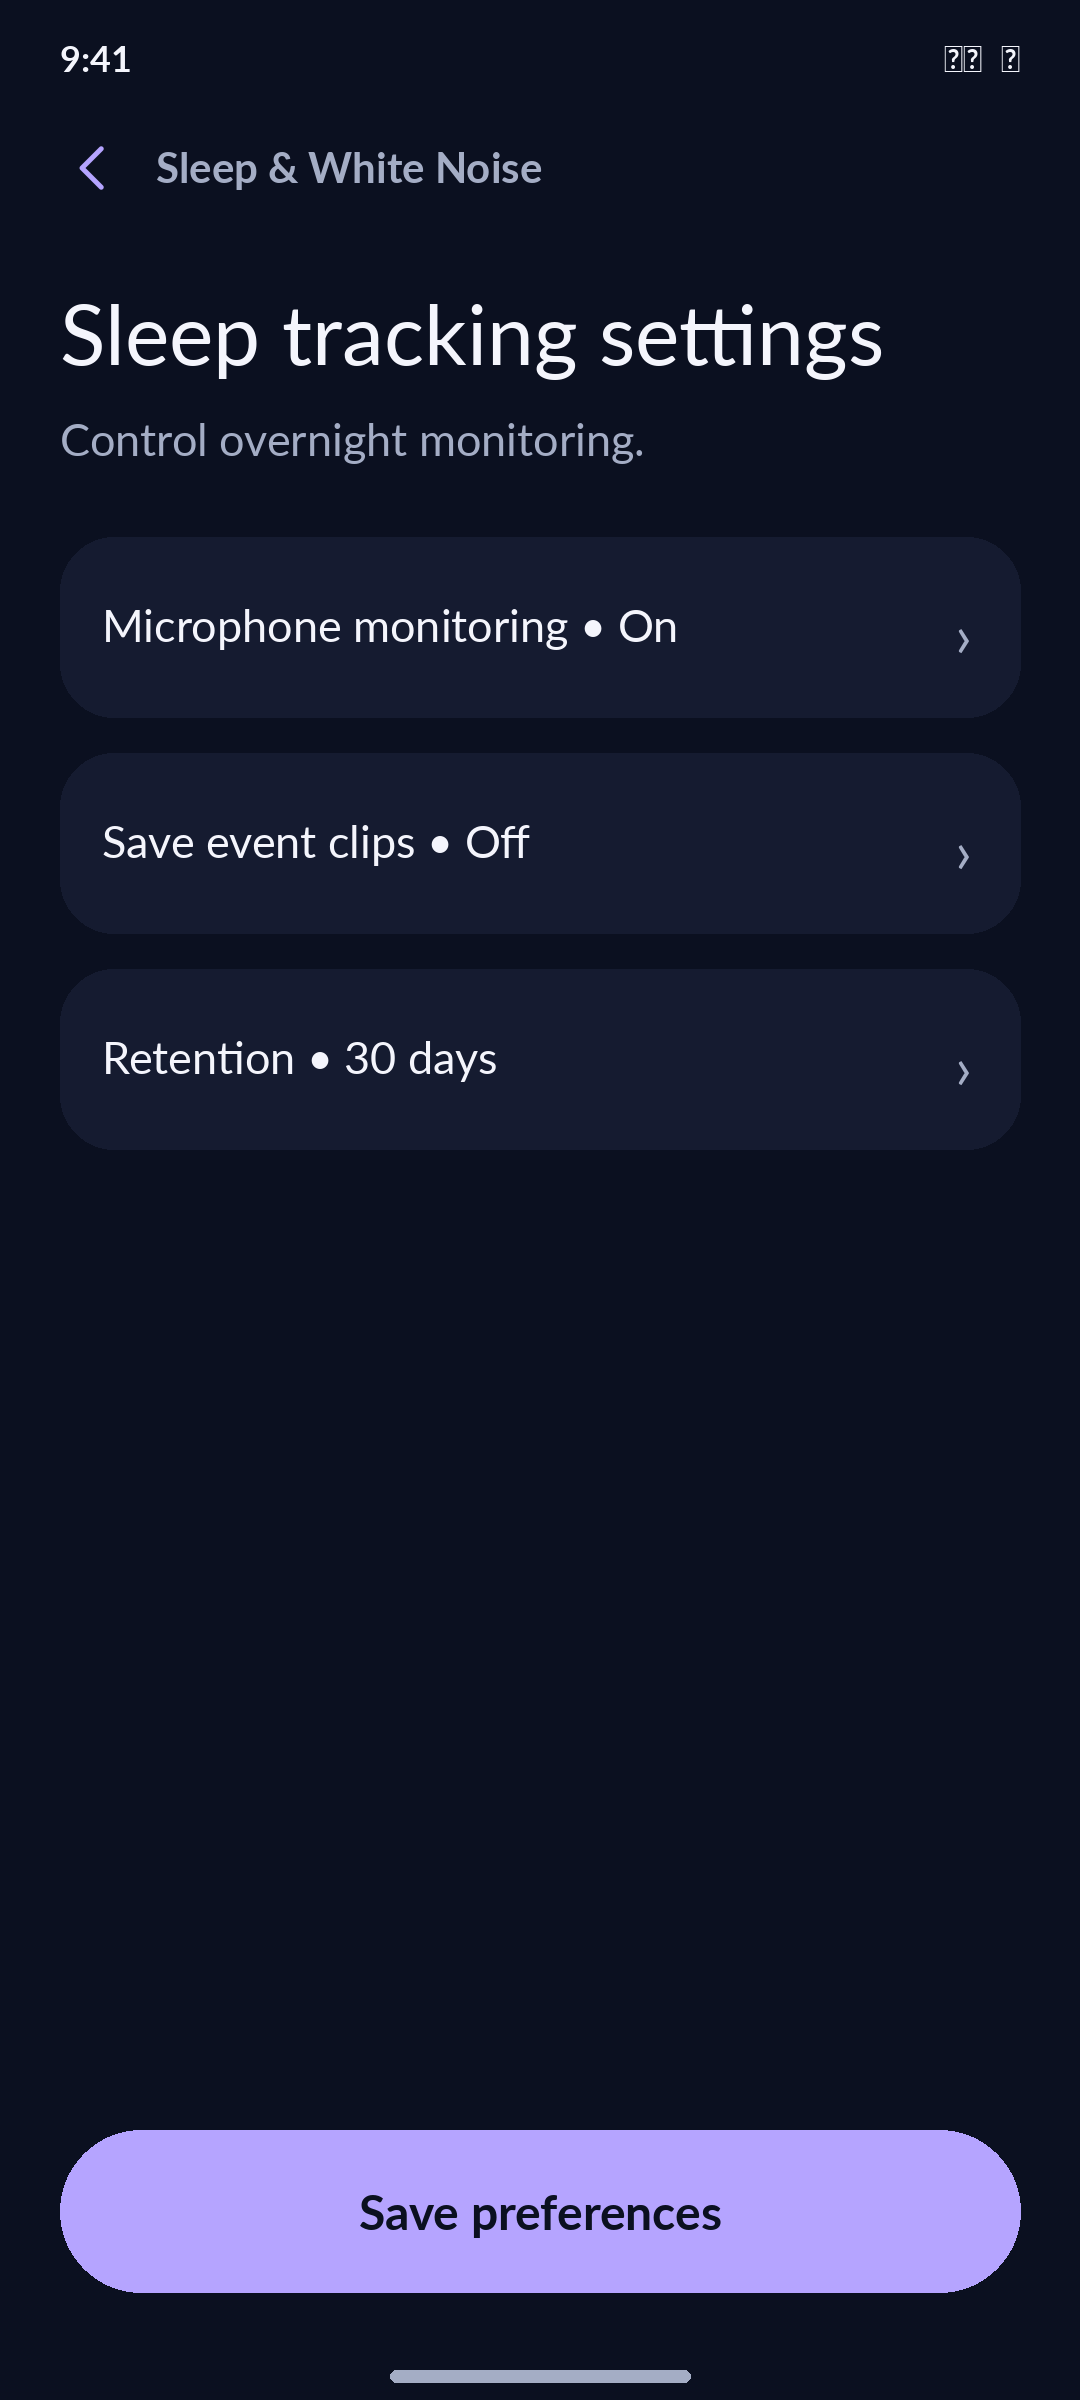 9:41
Sleep & White Noise
Sleep tracking settings
Control overnight monitoring.
Microphone monitoring • On
Save event clips • Off
Retention • 30 days
Save preferences